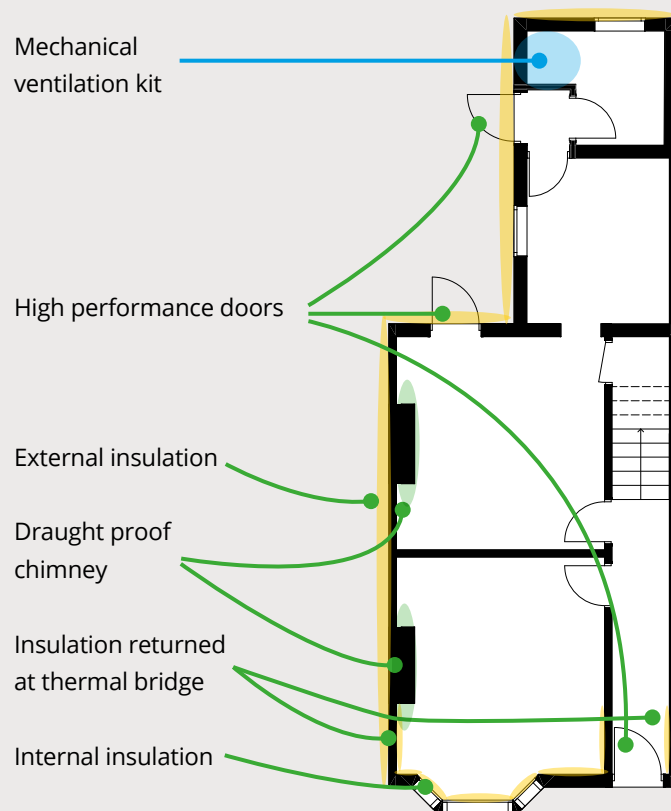 Mechanical
ventilation kit
High performance doors
External insulation
Draught proof
chimney
Insulation returned
at thermal bridge
Internal insulation